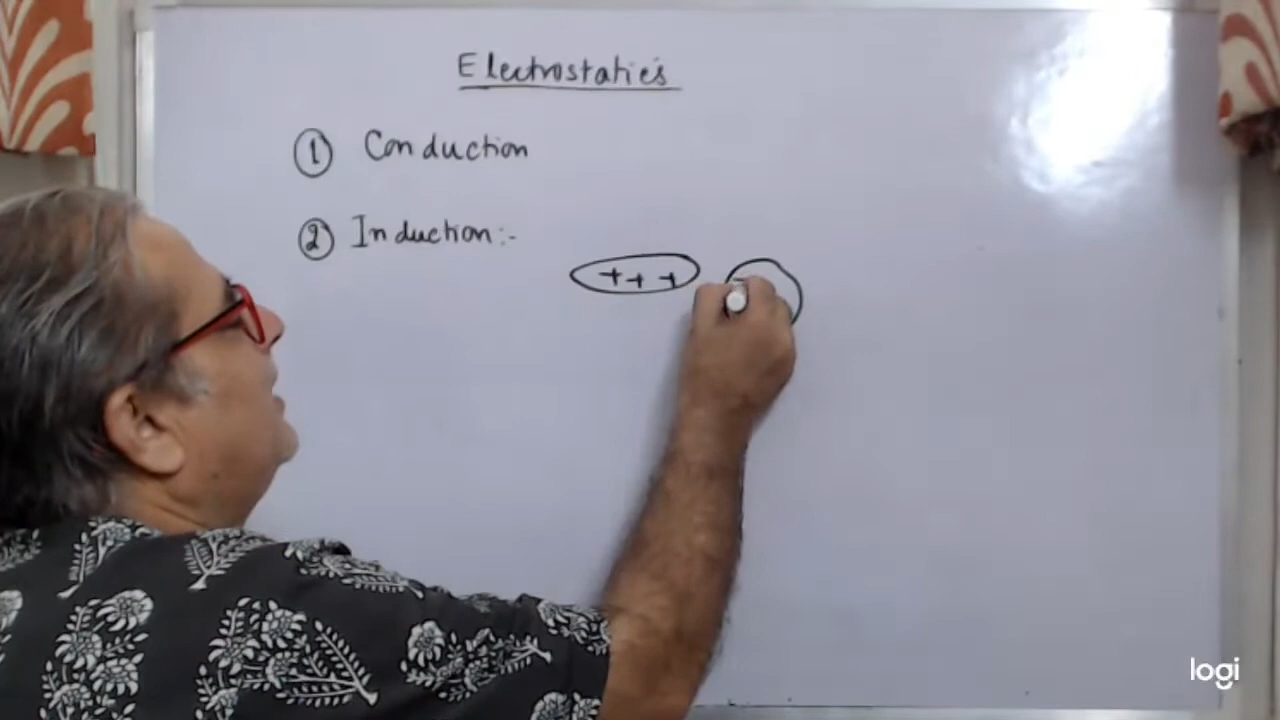 Electrostatics
① Conduction
② Induction:-
+ + +
logi